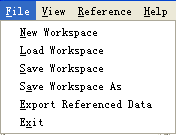 File View Reference Help
New Workspace
Load Workspace
Save Workspace
Save Workspace As
Export Referenced Data
Exit